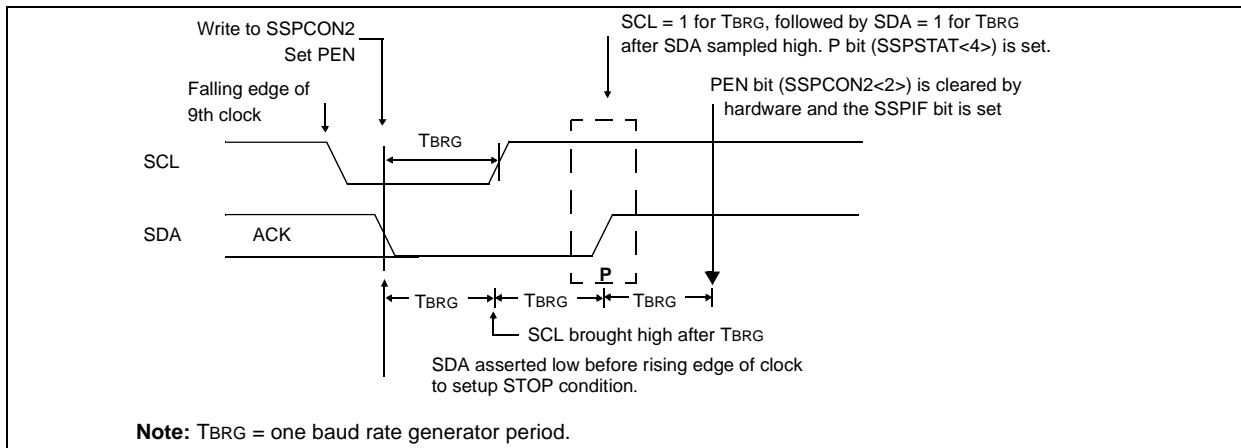 Write to SSPCON2
Set PEN
SCL = 1 for TBRG, followed by SDA = 1 for TBRG
after SDA sampled high. P bit (SSPSTAT<4>) is set.
Falling edge of
9th clock
PEN bit (SSPCON2<2>) is cleared by
hardware and the SSPIF bit is set
TBRG
SCL
SDA
ACK
P
TBRG
TBRG
TBRG
SCL brought high after TBRG
SDA asserted low before rising edge of clock
to setup STOP condition.
Note: TBRG = one baud rate generator period.